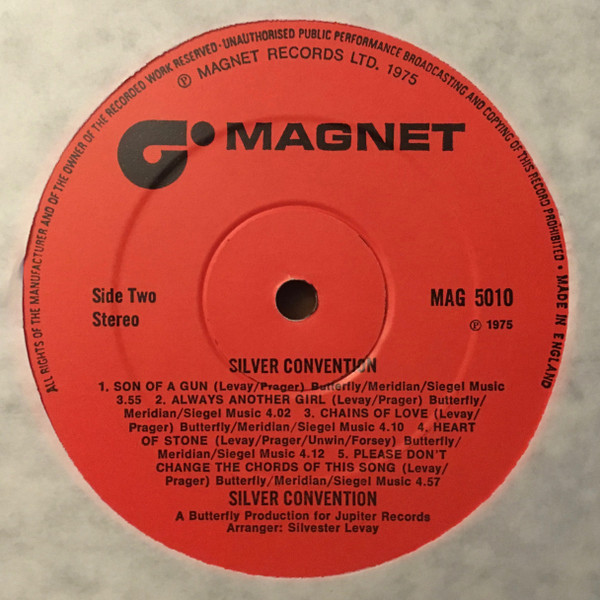 ALL RIGHTS OF THE MANUFACTURER AND OF THE OWNER OF THE RECORDED WORK RESERVED · UNAUTHORISED PUBLIC PERFORMANCE BROADCASTING AND COPYING OF THIS RECORD PROHIBITED • MADE IN ENGLAND
℗ MAGNET RECORDS LTD. 1975
MAGNET
Side Two
Stereo
MAG 5010
℗ 1975
SILVER CONVENTION
1. SON OF A GUN (Levay/Prager) Butterfly/Meridian/Siegel Music
3.55 2. ALWAYS ANOTHER GIRL (Levay/Prager) Butterfly/
Meridian/Siegel Music 4.02 3. CHAINS OF LOVE (Levay/
Prager) Butterfly/Meridian/Siegel Music 4.10 4. HEART
OF STONE (Levay/Prager/Unwin/Forsey) Butterfly/
Meridian/Siegel Music 4.12 5. PLEASE DON'T
CHANGE THE CHORDS OF THIS SONG (Levay/
Prager) Butterfly/Meridian/Siegel Music 4.57
SILVER CONVENTION
A Butterfly Production for Jupiter Records
Arranger: Silvester Levay